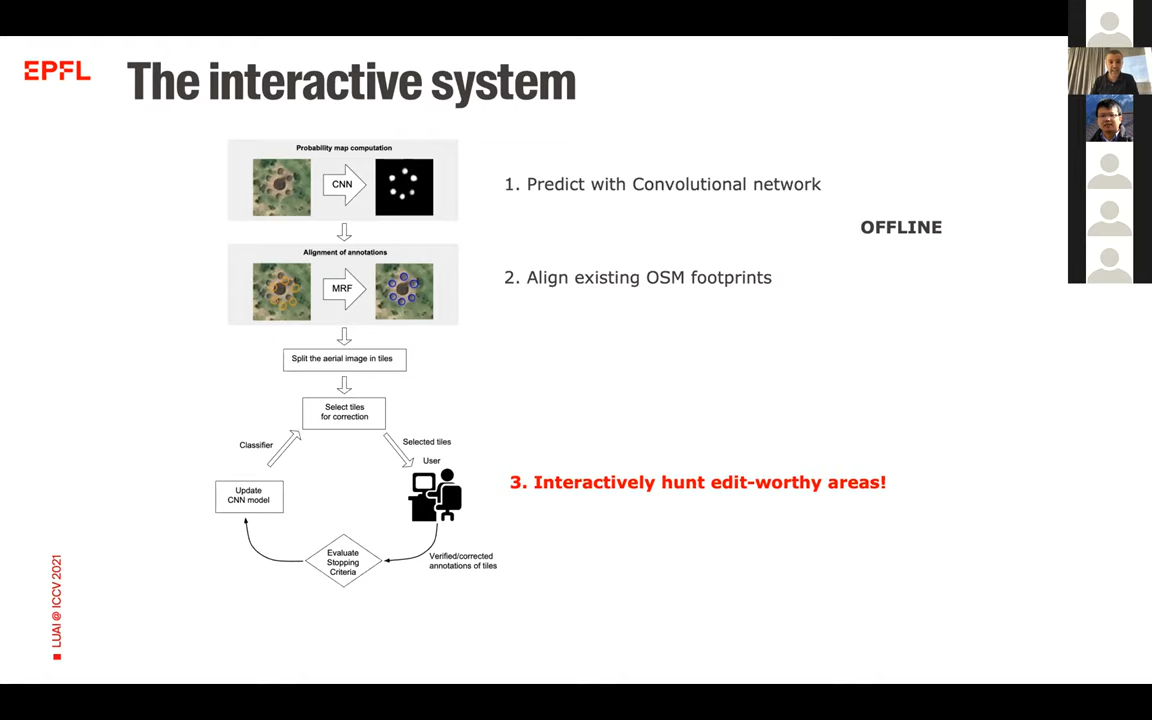 EPFL
The interactive system
Probability map computation
CNN
1. Predict with Convolutional network
OFFLINE
Alignment of annotations
MRF
2. Align existing OSM footprints
Split the aerial image in tiles
Select tiles
for correction
Classifier
Selected tiles
User
Update
CNN model
3. Interactively hunt edit-worthy areas!
Evaluate
Stopping
Criteria
Verified/corrected
annotations of tiles
LUAI @ ICCV 2021